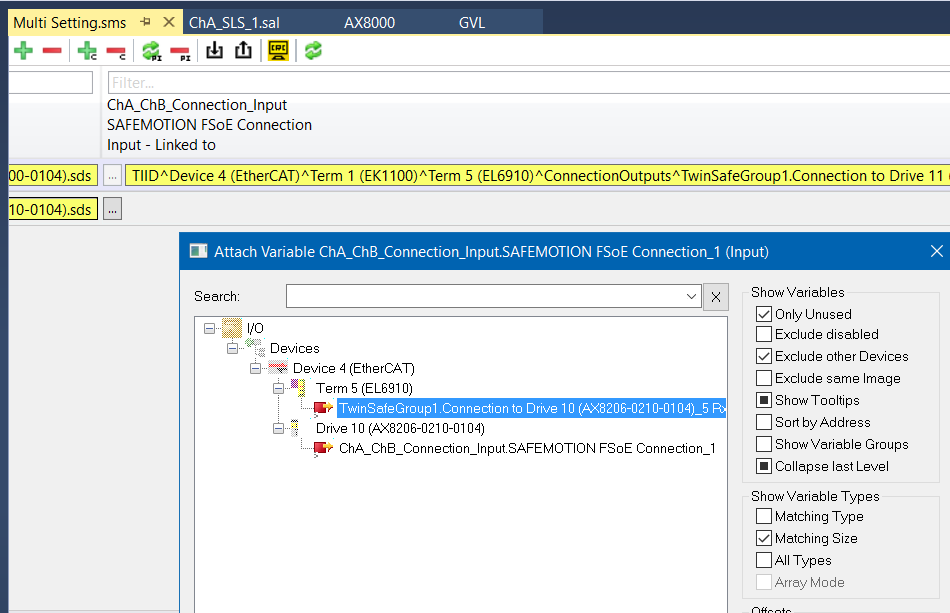 Multi Setting.sms
ChA_SLS_1.sal
AX8000
GVL
C
C
PI
PI
CRC
Filter...
ChA_ChB_Connection_Input
SAFEMOTION FSoE Connection
Input - Linked to
00-0104).sds
...
TIID^Device 4 (EtherCAT)^Term 1 (EK1100)^Term 5 (EL6910)^ConnectionOutputs^TwinSafeGroup1.Connection to Drive 11
10-0104).sds
...
Attach Variable ChA_ChB_Connection_Input.SAFEMOTION FSoE Connection_1 (Input)
Search:
X
I/O
Devices
Device 4 (EtherCAT)
Term 5 (EL6910)
TwinSafeGroup1.Connection to Drive 10 (AX8206-0210-0104)_5 Rx
Drive 10 (AX8206-0210-0104)
ChA_ChB_Connection_Input.SAFEMOTION FSoE Connection_1
Show Variables
Only Unused
Exclude disabled
Exclude other Devices
Exclude same Image
Show Tooltips
Sort by Address
Show Variable Groups
Collapse last Level
Show Variable Types
Matching Type
Matching Size
All Types
Array Mode
Offsets